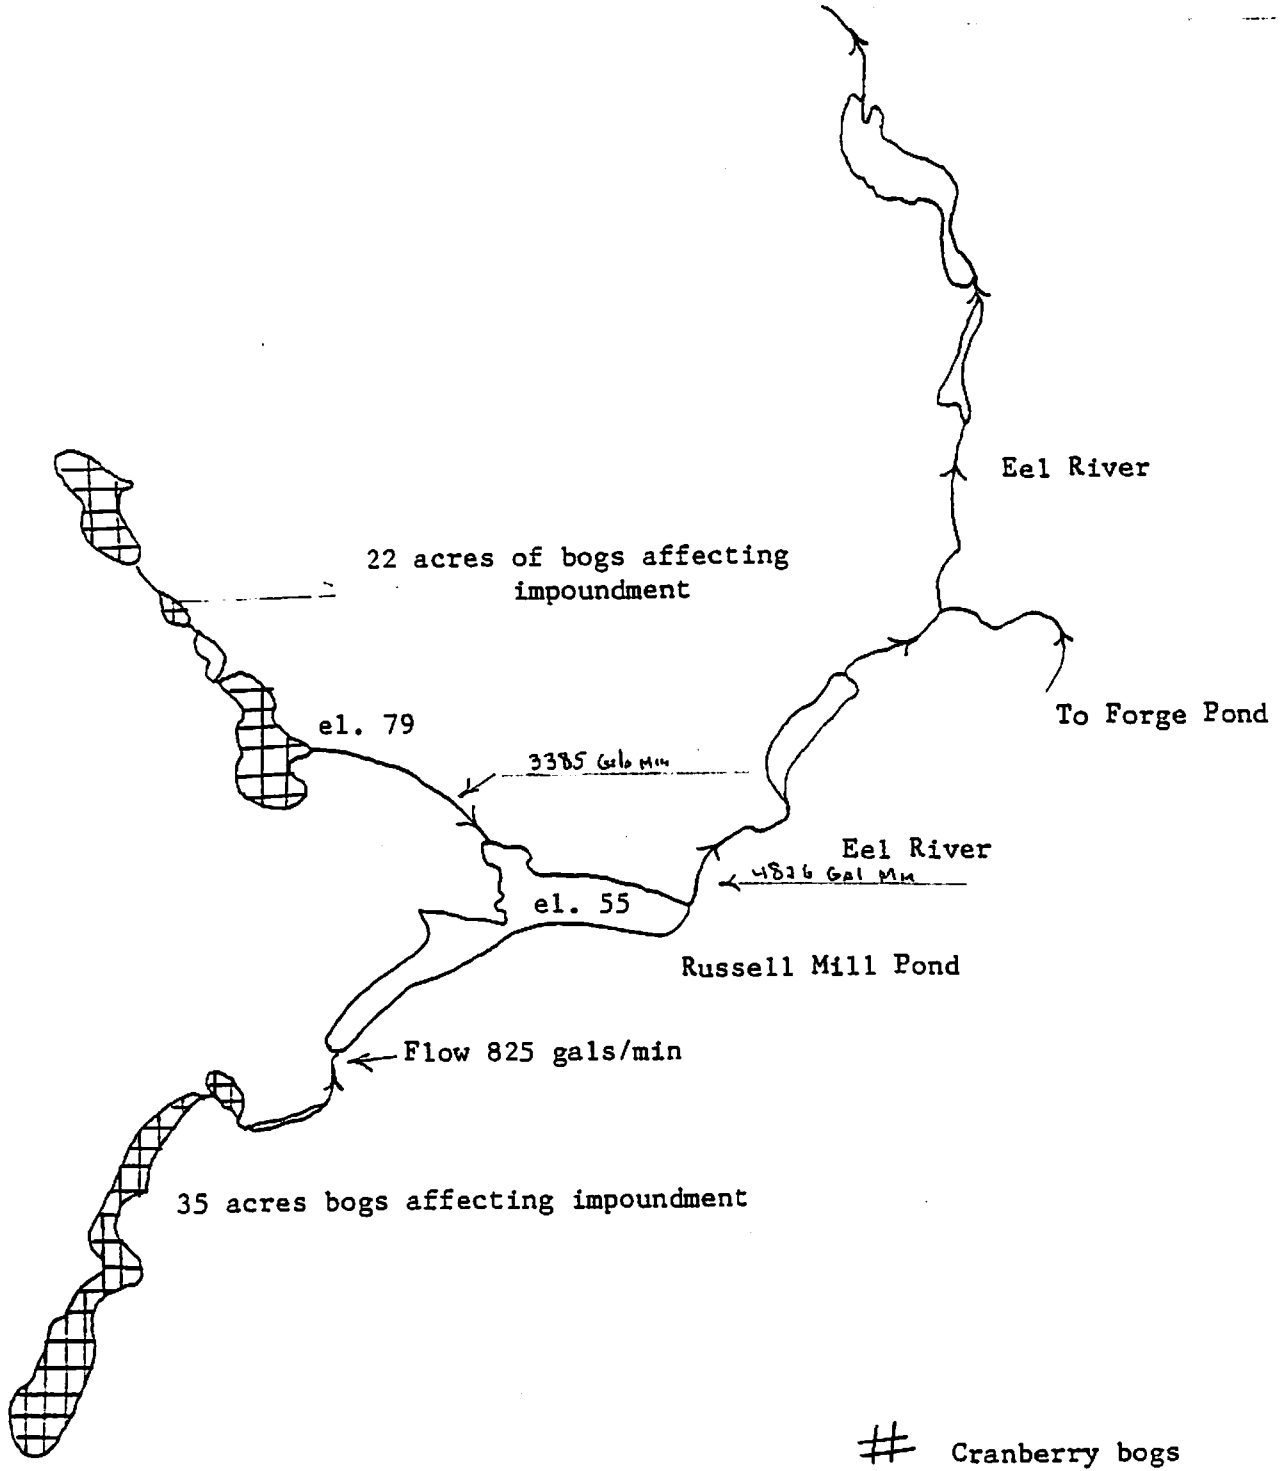 Eel River
22 acres of bogs affecting
impoundment
To Forge Pond
el. 79
3385 Gals Min
Eel River
Gal Min
el. 55
Russell Mill Pond
Flow 825 gals/min
35 acres bogs affecting impoundment
# Cranberry bogs